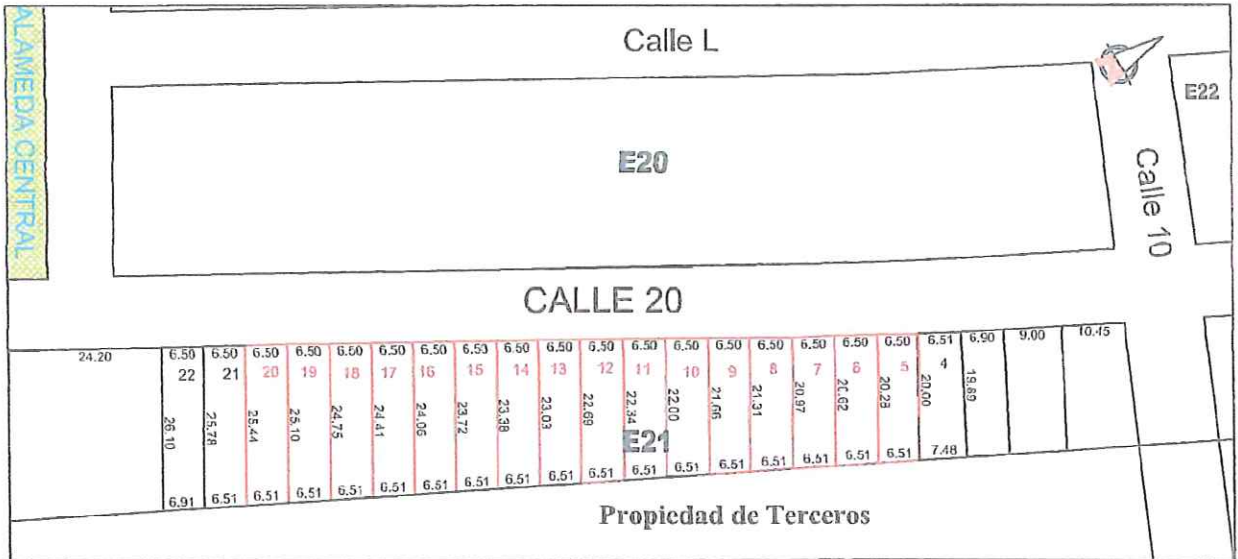 ALAMEDA CENTRAL
Calle L
E22
E20
Calle 10
CALLE 20
24.20 6.50 6.50 6.50 6.50 6.50 6.50 6.50 6.50 6.50 6.50 6.50 6.50 6.50 6.50 6.50 6.50 6.50 6.50 6.51 6.90 9.00 10.45
22 21 20 19 18 17 16 15 14 13 12 11 10 9 8 7 6 5 4
26.10 25.78 25.44 25.10 24.75 24.41 24.06 23.72 23.38 23.03 22.69 22.34 22.00 21.66 21.31 20.97 20.62 20.28 20.00 19.89
E21
6.91 6.51 6.51 6.51 6.51 6.51 6.51 6.51 6.51 6.51 6.51 6.51 6.51 6.51 6.51 6.51 6.51 6.51 7.48
Propiedad de Terceros